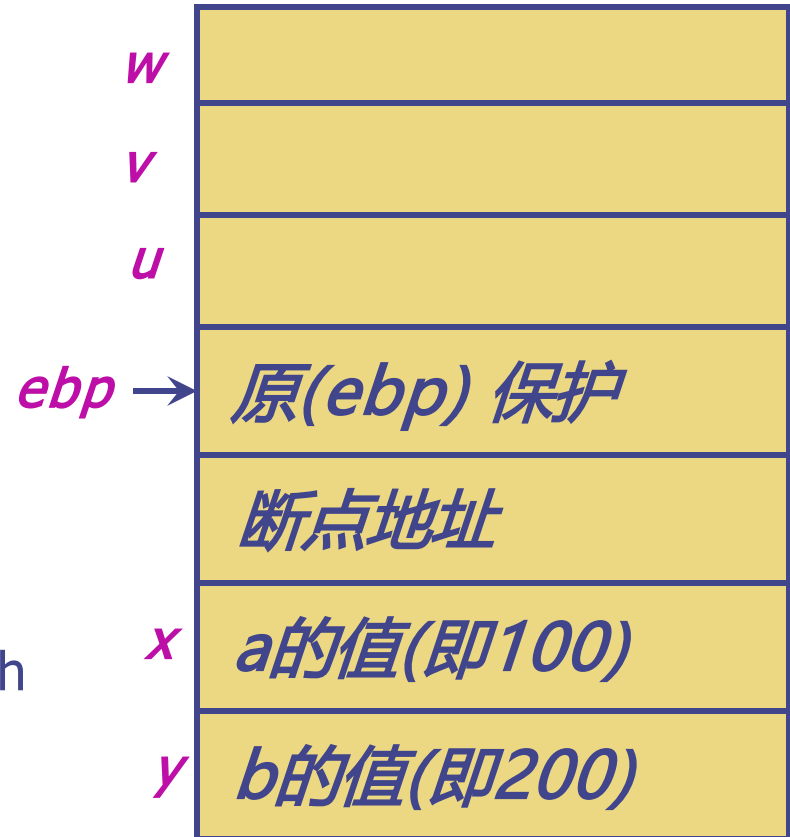 w
v
u
ebp 原(ebp) 保护
断点地址
x a的值(即100)
h
y b的值(即200)